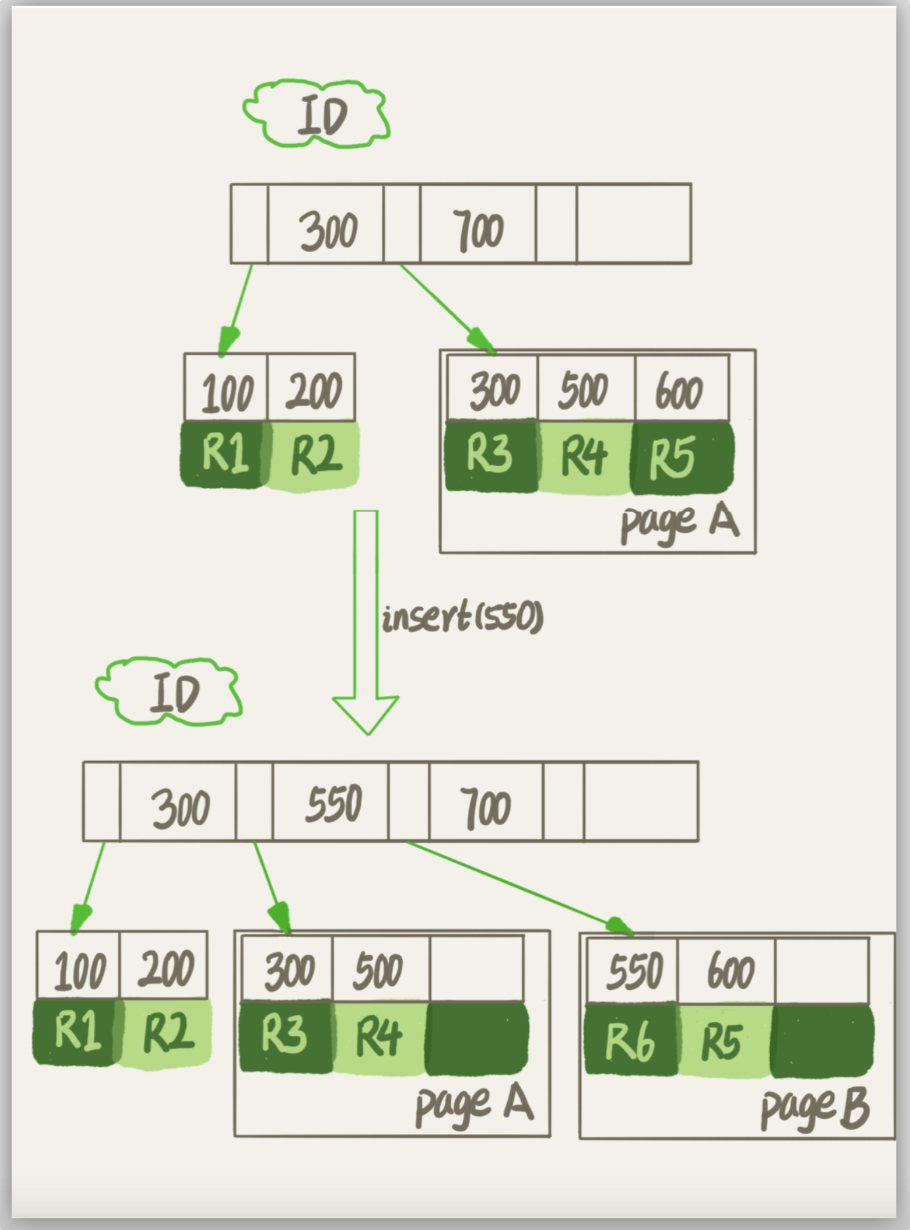 ID
300 700
100 200 300 500 600
R1 R2 R3 R4 R5
page A
insert(550)
ID
300 550 700
100 200 300 500 550 600
R1 R2 R3 R4 R6 R5
page A page B